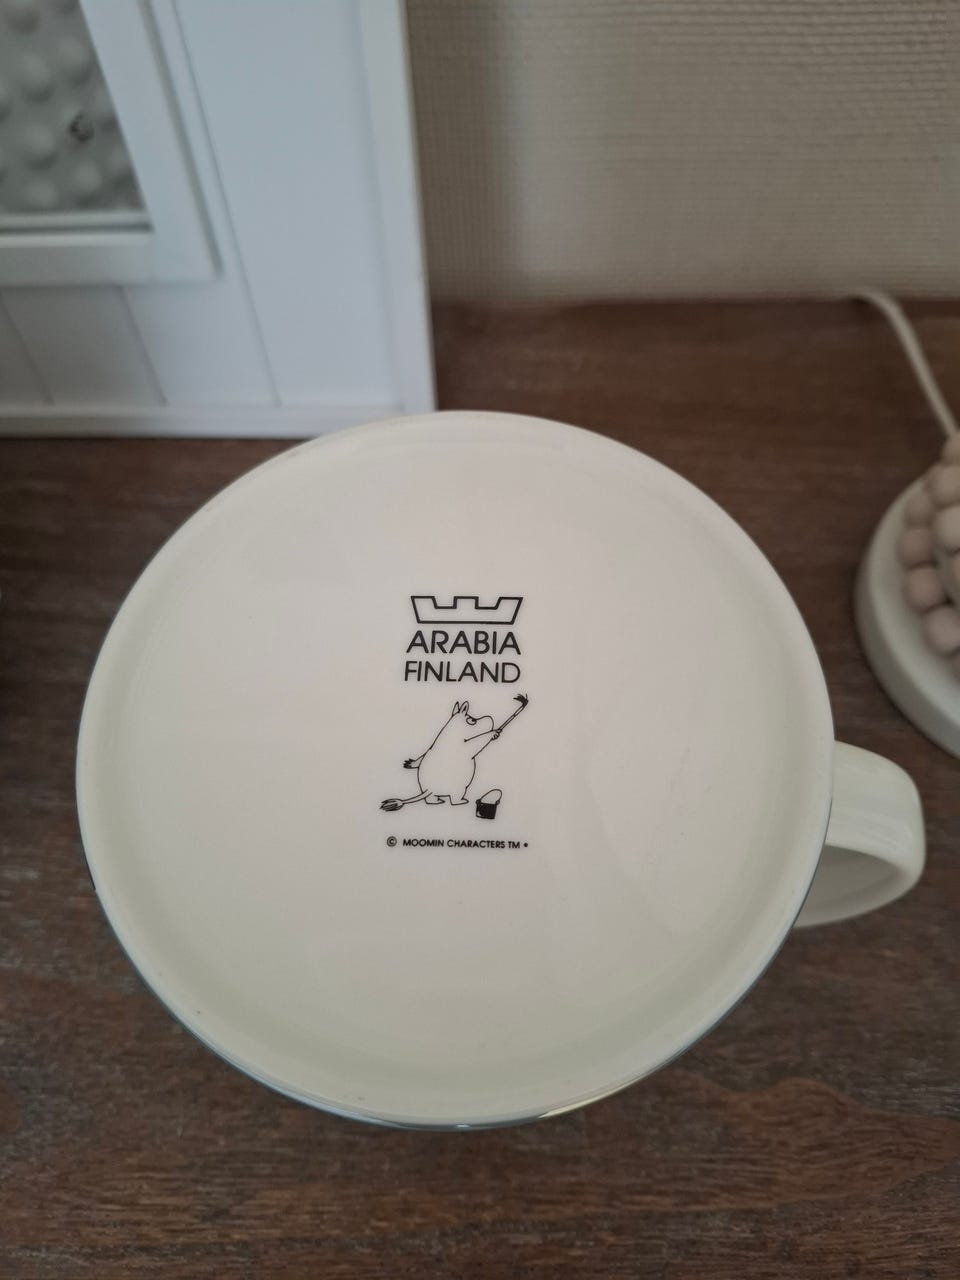 ARABIA
FINLAND
© MOOMIN CHARACTERS TM •